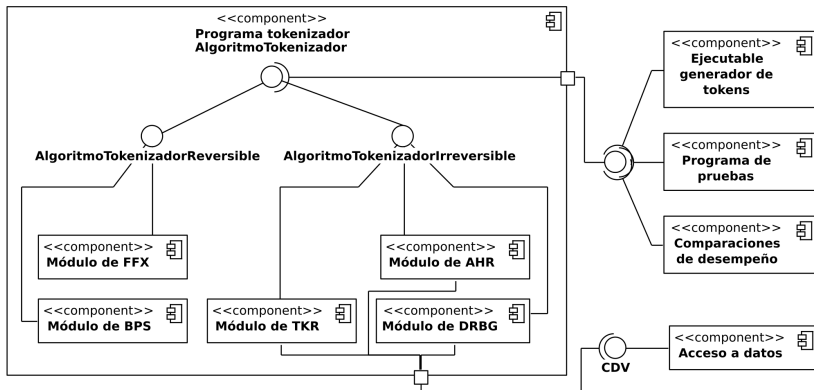 <<component>>
Programa tokenizador
AlgoritmoTokenizador
<<component>>
Ejecutable
generador de
tokens
AlgoritmoTokenizadorReversible
AlgoritmoTokenizadorIrreversible
<<component>>
Programa de
pruebas
<<component>>
Módulo de FFX
<<component>>
Módulo de AHR
<<component>>
Comparaciones
de desempeño
<<component>>
Módulo de BPS
<<component>>
Módulo de TKR
<<component>>
Módulo de DRBG
CDV
<<component>>
Acceso a datos